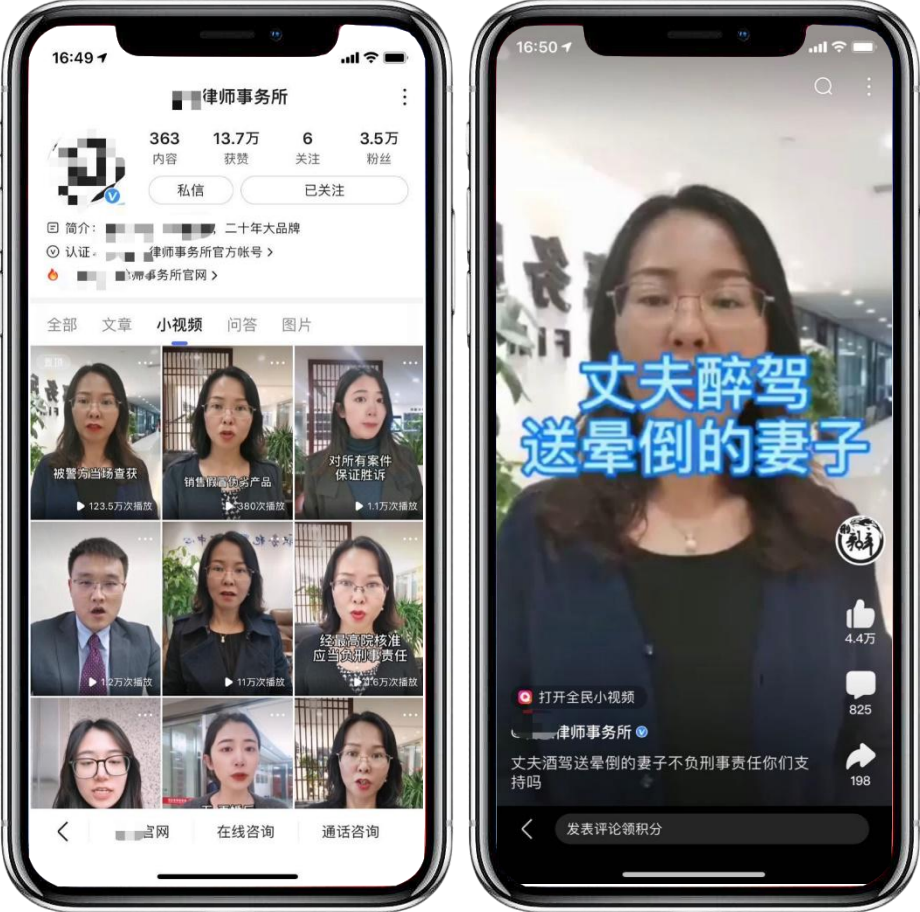 16:49
律师事务所
363
13.7万
6
3.5万
内容
获赞
关注
粉丝
私信
已关注
简介:
，二十年大品牌
认证
律师事务所官方帐号
师事务所官网
全部
文章
小视频
问答
图片
置顶
被警方当场查获
123.5万次播放
销售假冒伪劣产品
380次播放
对所有案件
保证胜诉
1.1万次播放
1.2万次播放
11万次播放
经最高院核准
应当负刑事责任
1.6万次播放
官网
在线咨询
通话咨询
16:50
丈夫醉驾
送晕倒的妻子
4.4万
825
198
打开全民小视频
律师事务所
丈夫酒驾送晕倒的妻子不负刑事责任你们支
持吗
发表评论领积分